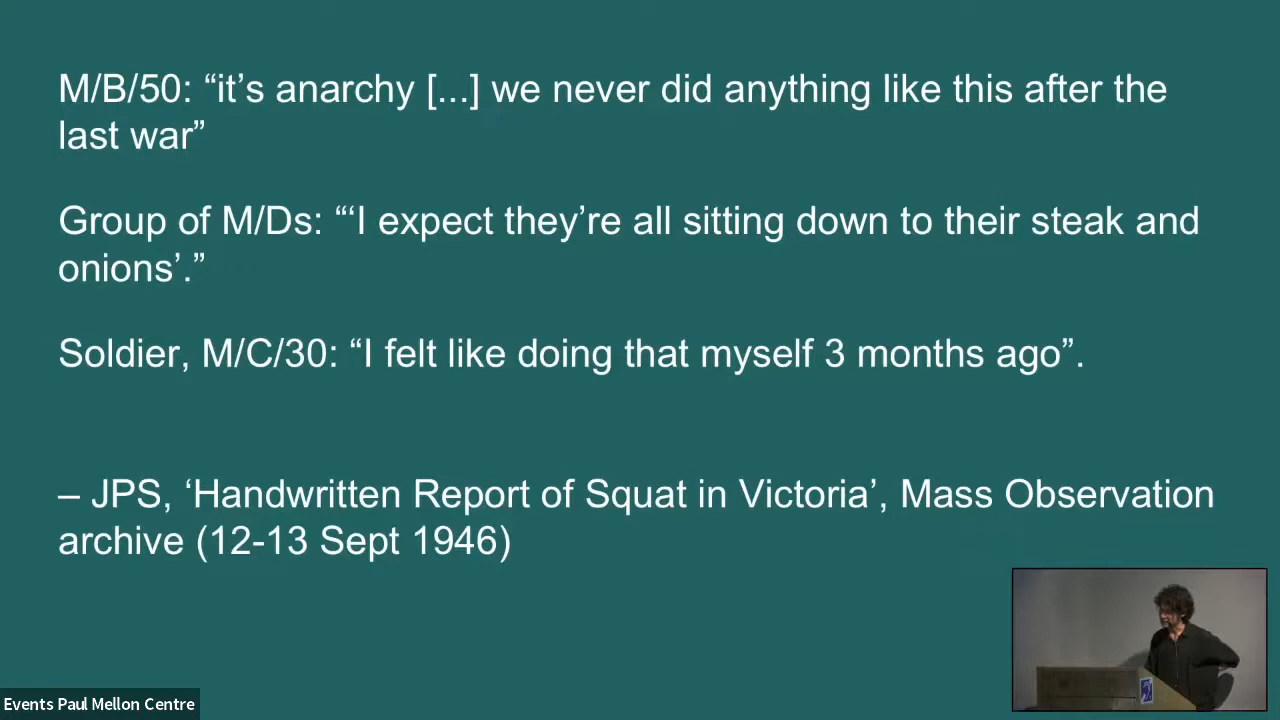 M/B/50: “it’s anarchy [...] we never did anything like this after the
last war”
Group of M/Ds: “‘I expect they’re all sitting down to their steak and
onions’.”
Soldier, M/C/30: “I felt like doing that myself 3 months ago”.
– JPS, ‘Handwritten Report of Squat in Victoria’, Mass Observation
archive (12-13 Sept 1946)
Events Paul Mellon Centre